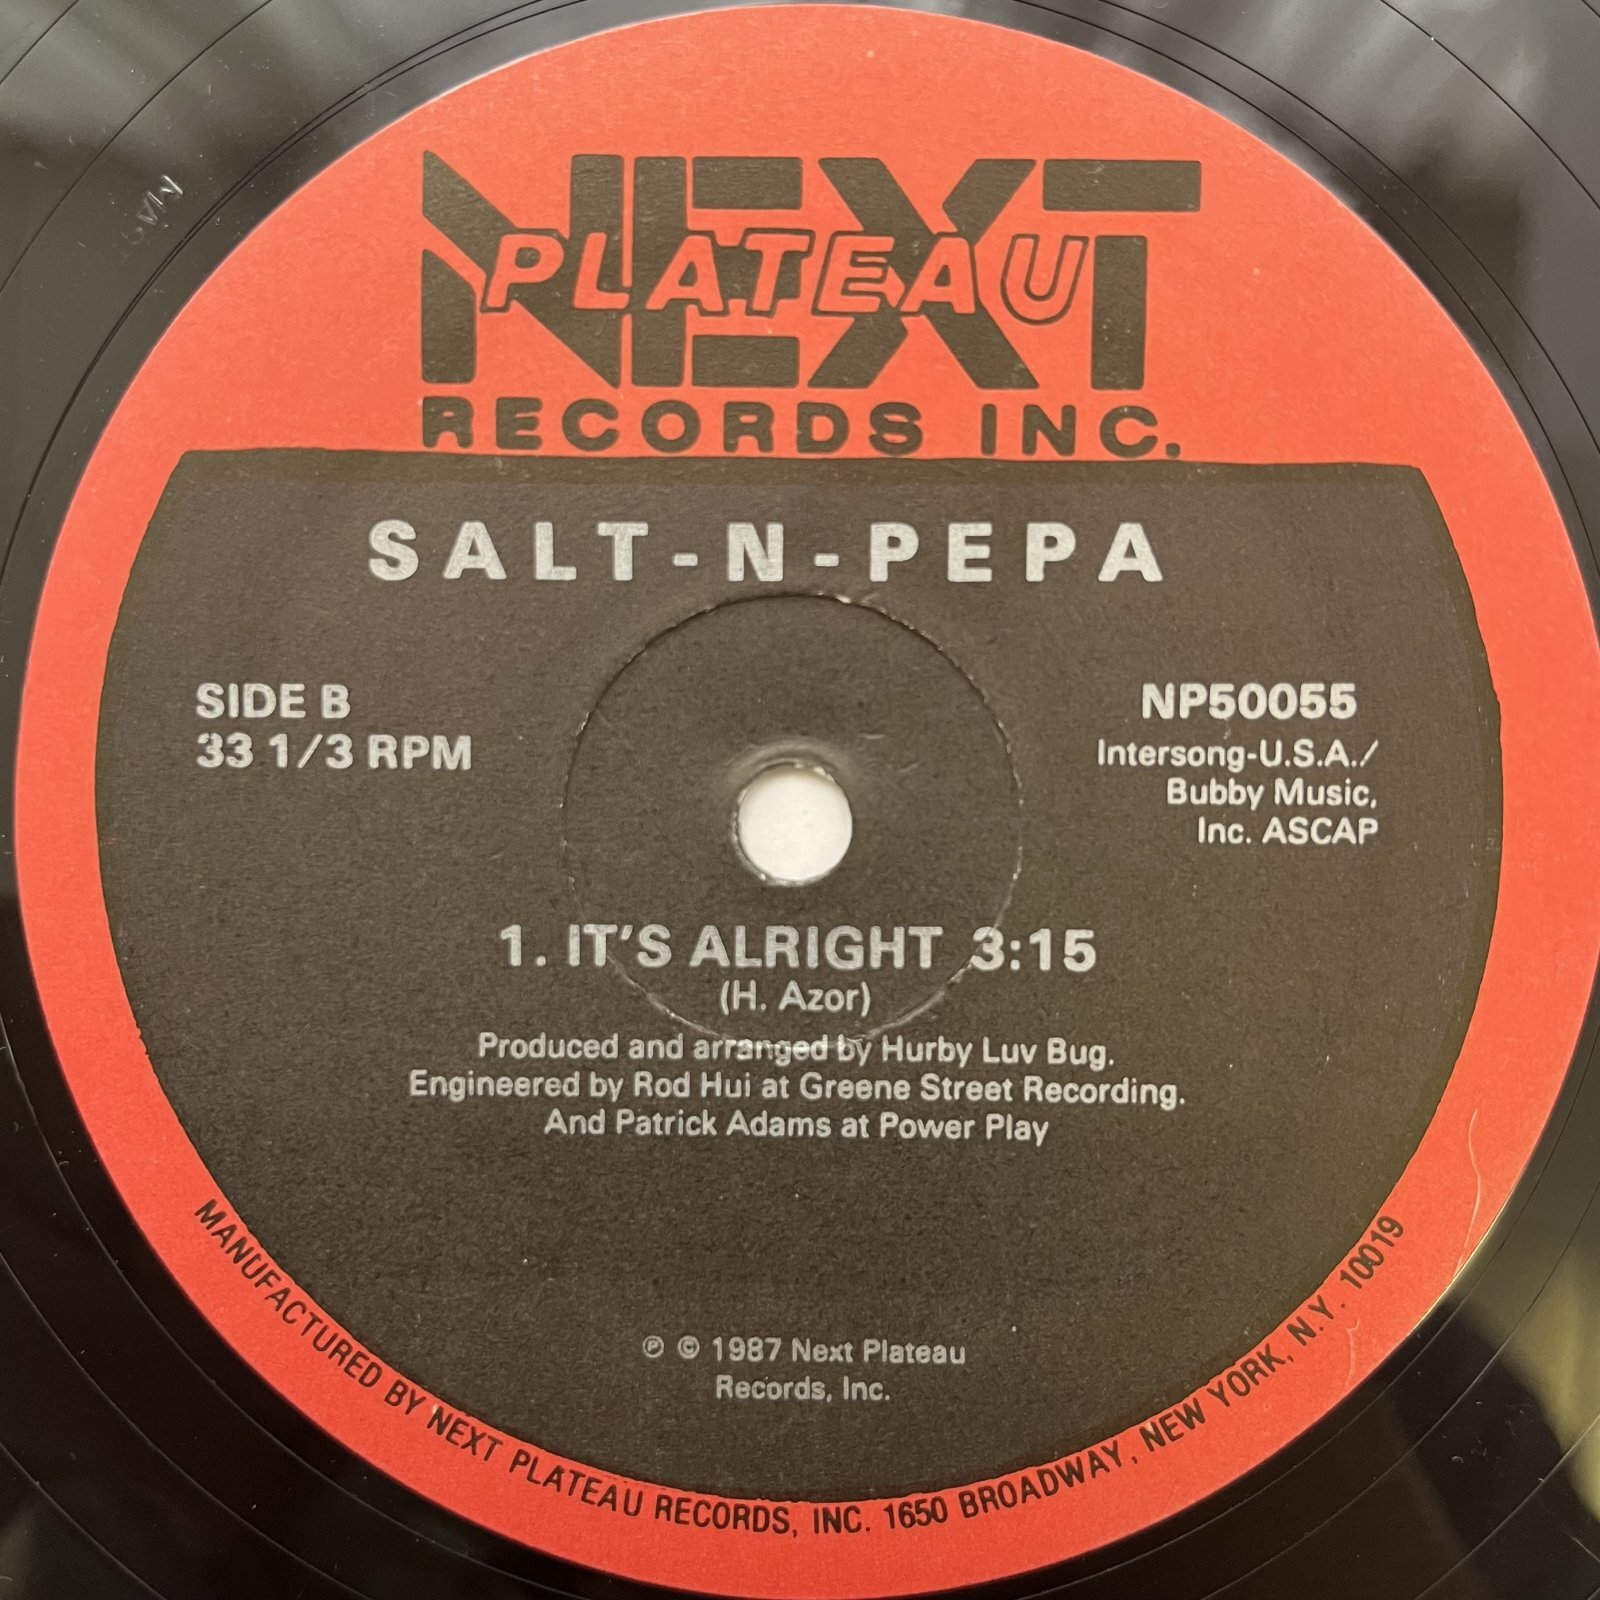 NEXT
PLATEAU
RECORDS INC.
SALT-N-PEPA
SIDE B
33 1/3 RPM
NP50055
Intersong-U.S.A./
Bubby Music,
Inc. ASCAP
1. IT'S ALRIGHT 3:15
(H. Azor)
Produced and arranged by Hurby Luv Bug.
Engineered by Rod Hui at Greene Street Recording.
And Patrick Adams at Power Play
℗ © 1987 Next Plateau
Records, Inc.
MANUFACTURED BY NEXT PLATEAU RECORDS, INC. 1650 BROADWAY, NEW YORK, N.Y. 10019